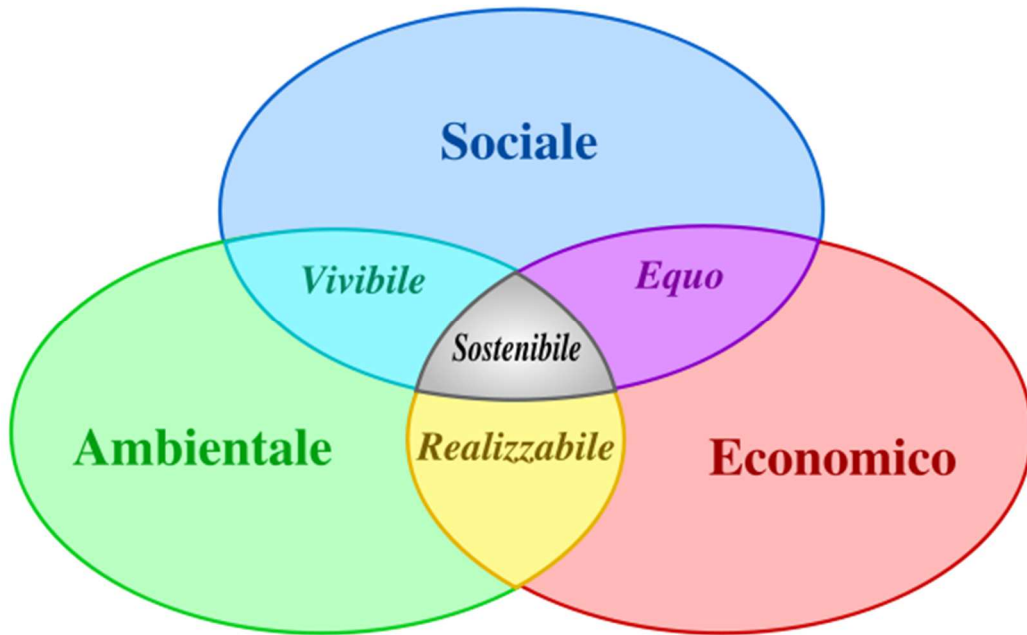 Sociale
Vivibile
Equo
Sostenibile
Ambientale
Realizzabile
Economico